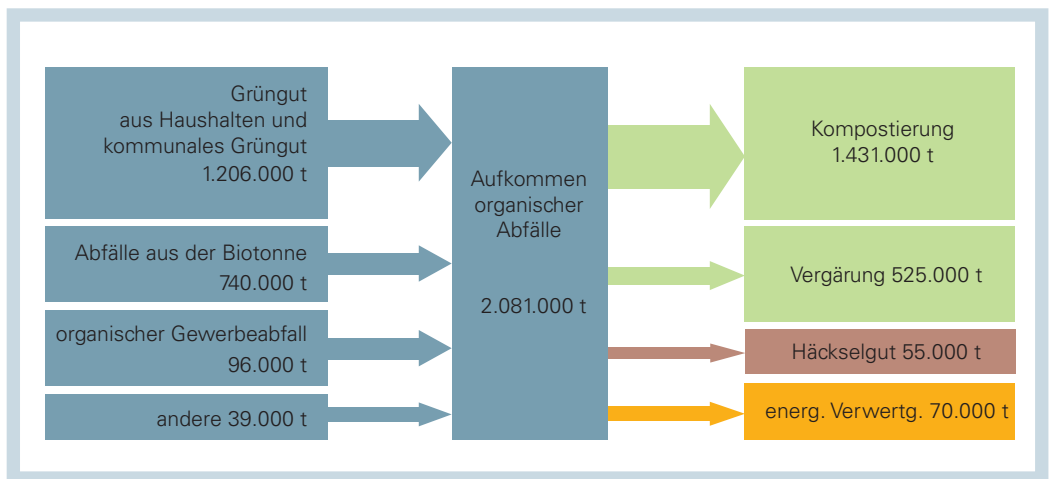 Grüngut
aus Haushalten und
kommunales Grüngut
1.206.000 t
Abfälle aus der Biotonne
740.000 t
organischer Gewerbeabfall
96.000 t
andere 39.000 t
Aufkommen
organischer
Abfälle
2.081.000 t
Kompostierung
1.431.000 t
Vergärung 525.000 t
Häckselgut 55.000 t
energ. Verwertg. 70.000 t